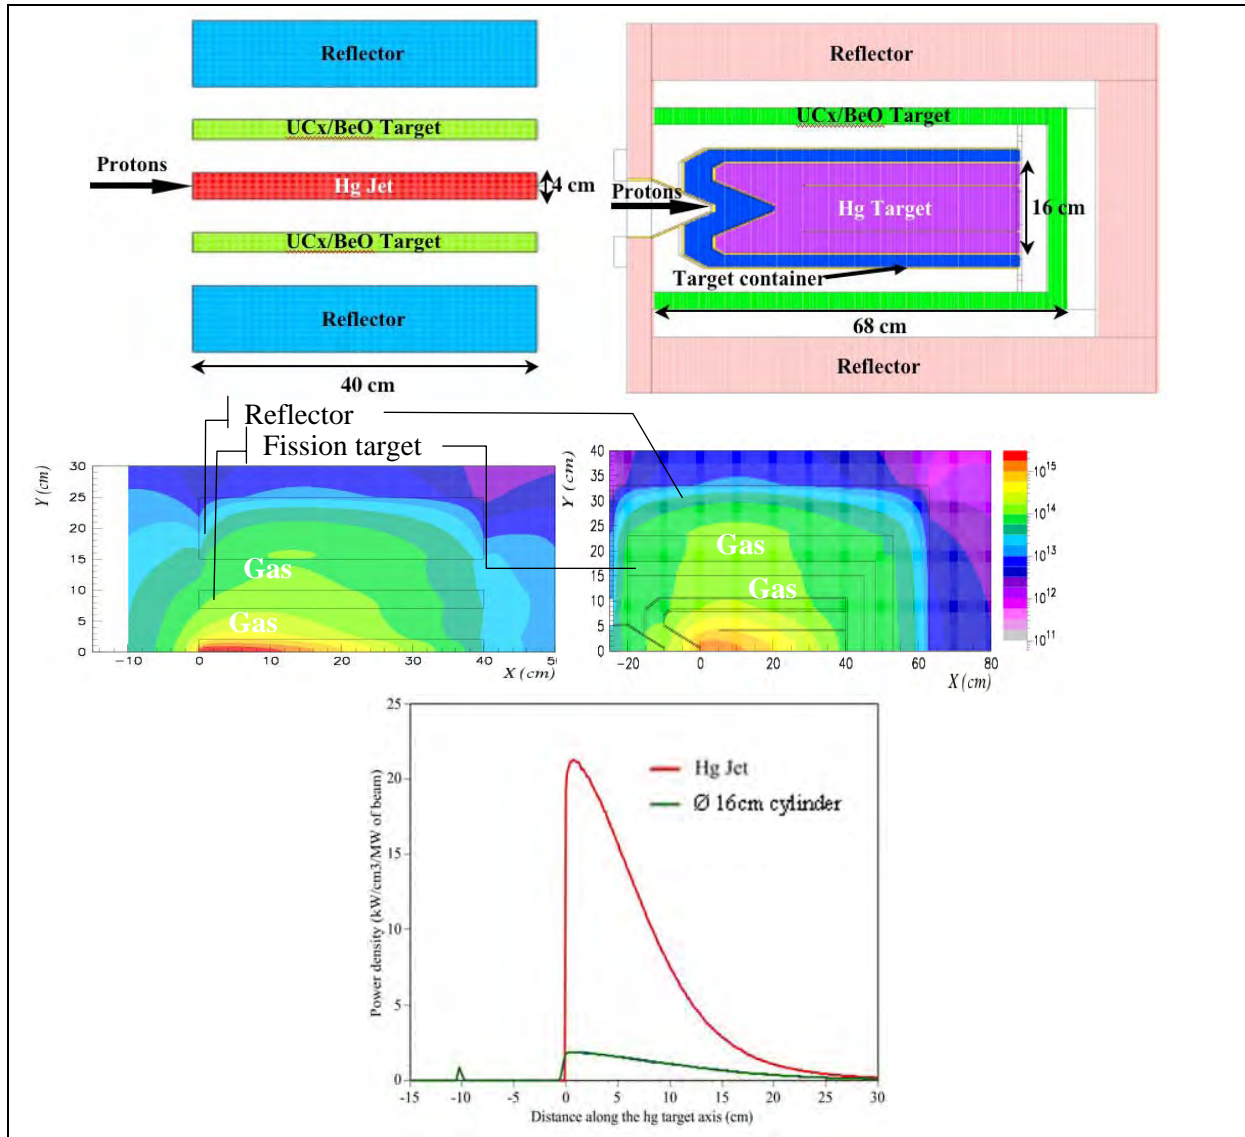 Reflector
UCx/BeO Target
Protons
Hg Jet
4 cm
UCx/BeO Target
Reflector
40 cm
Reflector
UCx/BeO Target
Protons
Hg Target
16 cm
Target container
68 cm
Reflector
Reflector
Fission target
Y (cm)
30
25
20
15
10
5
0
Gas
Gas
-10 0 10 20 30 40 50
X (cm)
Y (cm)
40
35
30
25
20
15
10
5
0
Gas
Gas
-20 0 20 40 60 80
X (cm)
10^15
10^14
10^13
10^12
10^11
Power density (kW/cm3/MW of beam)
25
20
15
10
5
0
Hg Jet
Ø 16cm cylinder
-15 -10 -5 0 5 10 15 20 25 30
Distance along the hg target axis (cm)